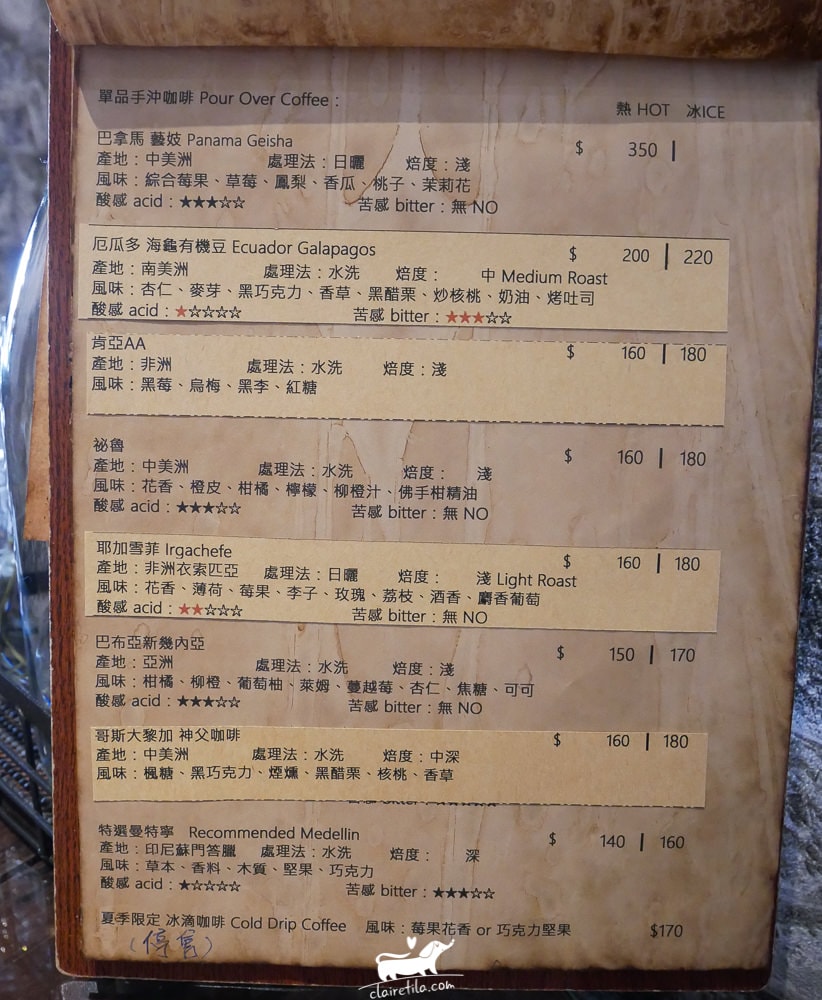 單品手沖咖啡 Pour Over Coffee : 熱 HOT 冰ICE
巴拿馬 藝妓 Panama Geisha $ 350 |
產地：中美洲 處理法：日曬 焙度：淺
風味：綜合莓果、草莓、鳳梨、香瓜、桃子、茉莉花
酸感 acid：★★★☆☆ 苦感 bitter：無 NO
厄瓜多 海龜有機豆 Ecuador Galapagos $ 200 | 220
產地：南美洲 處理法：水洗 焙度： 中 Medium Roast
風味：杏仁、麥芽、黑巧克力、香草、黑醋栗、炒核桃、奶油、烤吐司
酸感 acid：★☆☆☆☆ 苦感 bitter：★★★☆☆
肯亞AA $ 160 | 180
產地：非洲 處理法：水洗 焙度：淺
風味：黑莓、烏梅、黑李、紅糖
祕魯 $ 160 | 180
產地：中美洲 處理法：水洗 焙度： 淺
風味：花香、橙皮、柑橘、檸檬、柳橙汁、佛手柑精油
酸感 acid：★★★☆☆ 苦感 bitter：無 NO
耶加雪菲 Irgachefe $ 160 | 180
產地：非洲衣索匹亞 處理法：日曬 焙度： 淺 Light Roast
風味：花香、薄荷、莓果、李子、玫瑰、荔枝、酒香、麝香葡萄
酸感 acid：★★☆☆☆ 苦感 bitter：無 NO
巴布亞新幾內亞 $ 150 | 170
產地：亞洲 處理法：水洗 焙度：淺
風味：柑橘、柳橙、葡萄柚、萊姆、蔓越莓、杏仁、焦糖、可可
酸感 acid：★★★☆☆ 苦感 bitter：無 NO
哥斯大黎加 神父咖啡 $ 160 | 180
產地：中美洲 處理法：水洗 焙度：中深
風味：楓糖、黑巧克力、煙燻、黑醋栗、核桃、香草
特選曼特寧 Recommended Medellin $ 140 | 160
產地：印尼蘇門答臘 處理法：水洗 焙度： 深
風味：草本、香料、木質、堅果、巧克力
酸感 acid：★☆☆☆☆ 苦感 bitter：★★★☆☆
夏季限定 冰滴咖啡 Cold Drip Coffee 風味：莓果花香 or 巧克力堅果 $170
(停賣)
clairetila.com